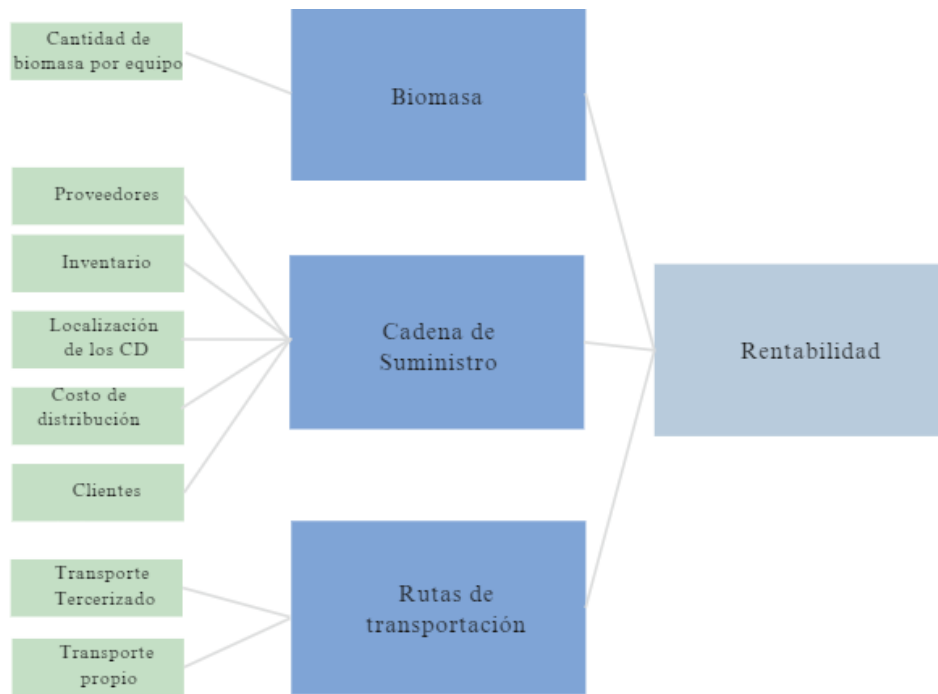 Cantidad de
biomasa por equipo
Biomasa
Proveedores
Inventario
Localización
de los CD
Costo de
distribución
Clientes
Cadena de
Suministro
Rentabilidad
Transporte
Tercerizado
Transporte
propio
Rutas de
transportación